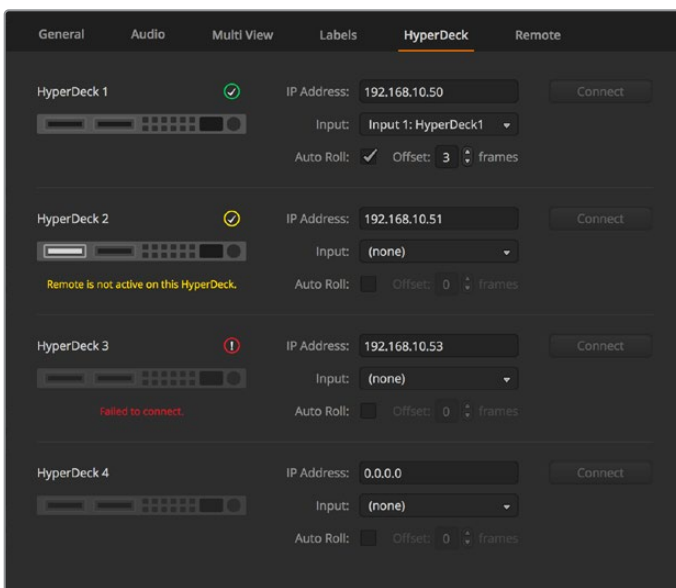 General Audio Multi View Labels HyperDeck Remote
HyperDeck 1 IP Address: 192.168.10.50 Connect
Input: Input 1: HyperDeck1
Auto Roll: Offset: 3 frames
HyperDeck 2 IP Address: 192.168.10.51 Connect
Input: (none)
Remote is not active on this HyperDeck. Auto Roll: Offset: 0 frames
HyperDeck 3 IP Address: 192.168.10.53 Connect
Input: (none)
Failed to connect. Auto Roll: Offset: 0 frames
HyperDeck 4 IP Address: 0.0.0.0 Connect
Input: (none)
Auto Roll: Offset: 0 frames